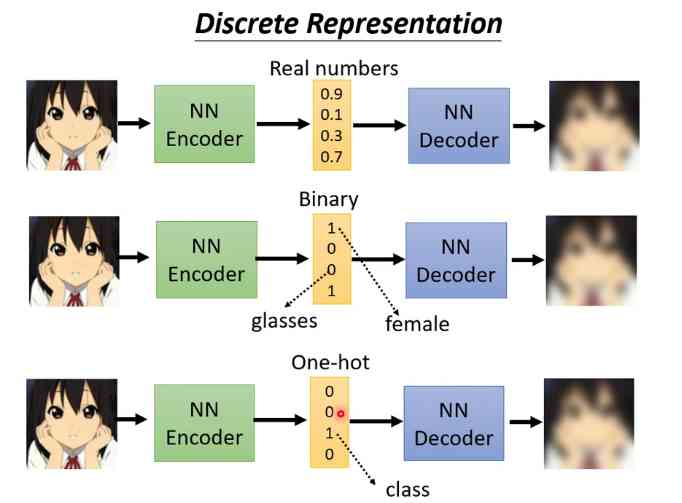 Discrete Representation
Real numbers
NN
Encoder
0.9
0.1
0.3
0.7
NN
Decoder
Binary
NN
Encoder
1
0
0
1
NN
Decoder
glasses
female
One-hot
NN
Encoder
0
0
1
0
NN
Decoder
class